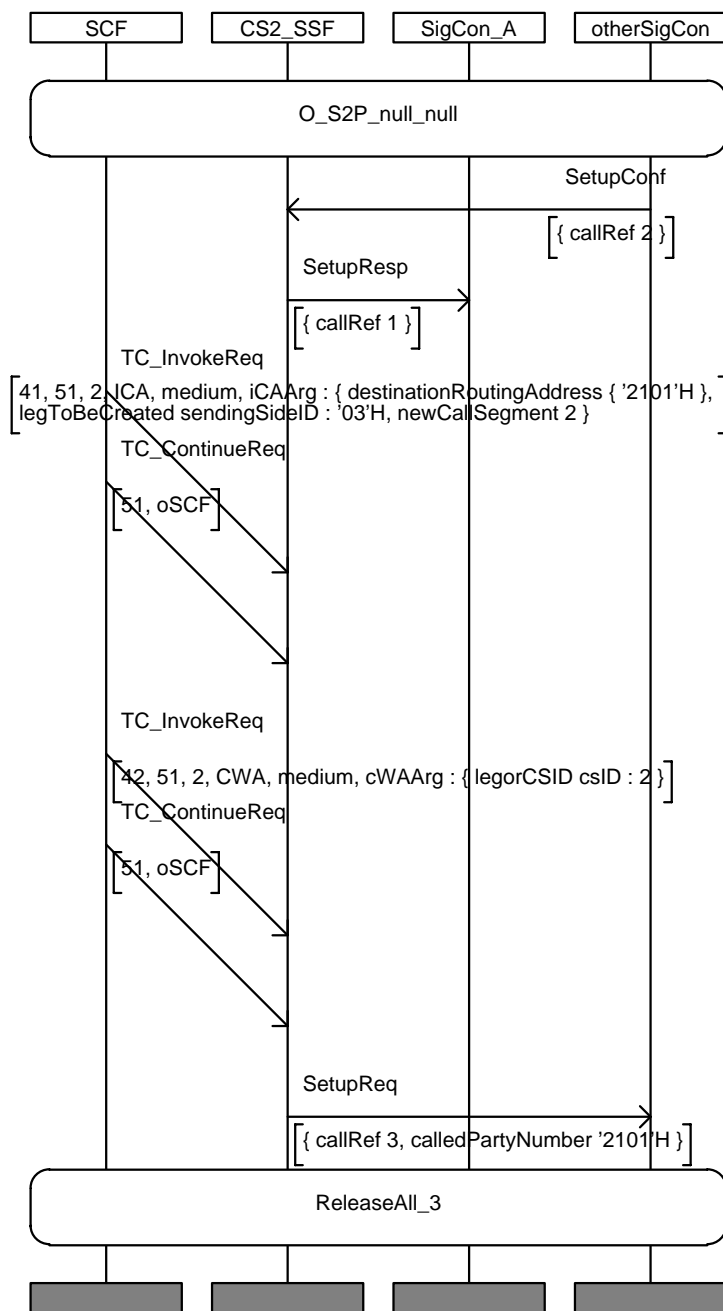 SCF CS2_SSF SigCon_A otherSigCon
O_S2P_null_null
SetupConf
{ callRef 2 }
SetupResp
{ callRef 1 }
TC_InvokeReq
41, 51, 2, ICA, medium, iCAArg : { destinationRoutingAddress { '2101'H },
legToBeCreated sendingSideID : '03'H, newCallSegment 2 }
TC_ContinueReq
51, oSCF
TC_InvokeReq
42, 51, 2, CWA, medium, cWAArg : { legorCSID csID : 2 }
TC_ContinueReq
51, oSCF
SetupReq
{ callRef 3, calledPartyNumber '2101'H }
ReleaseAll_3